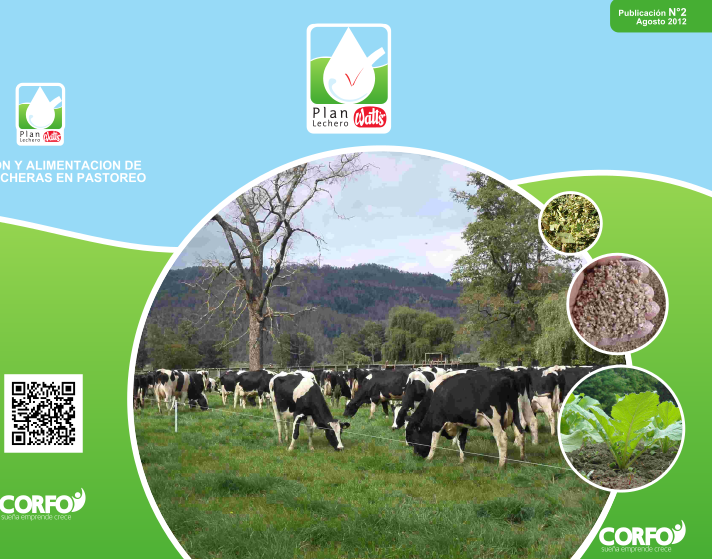 Publicación N°2
Agosto 2012
Plan
Lechero
Watt's
Plan
Lechero
Watt's
ON Y ALIMENTACION DE
CHERAS EN PASTOREO
CORFO
sueña emprende crece
CORFO
sueña emprende crece